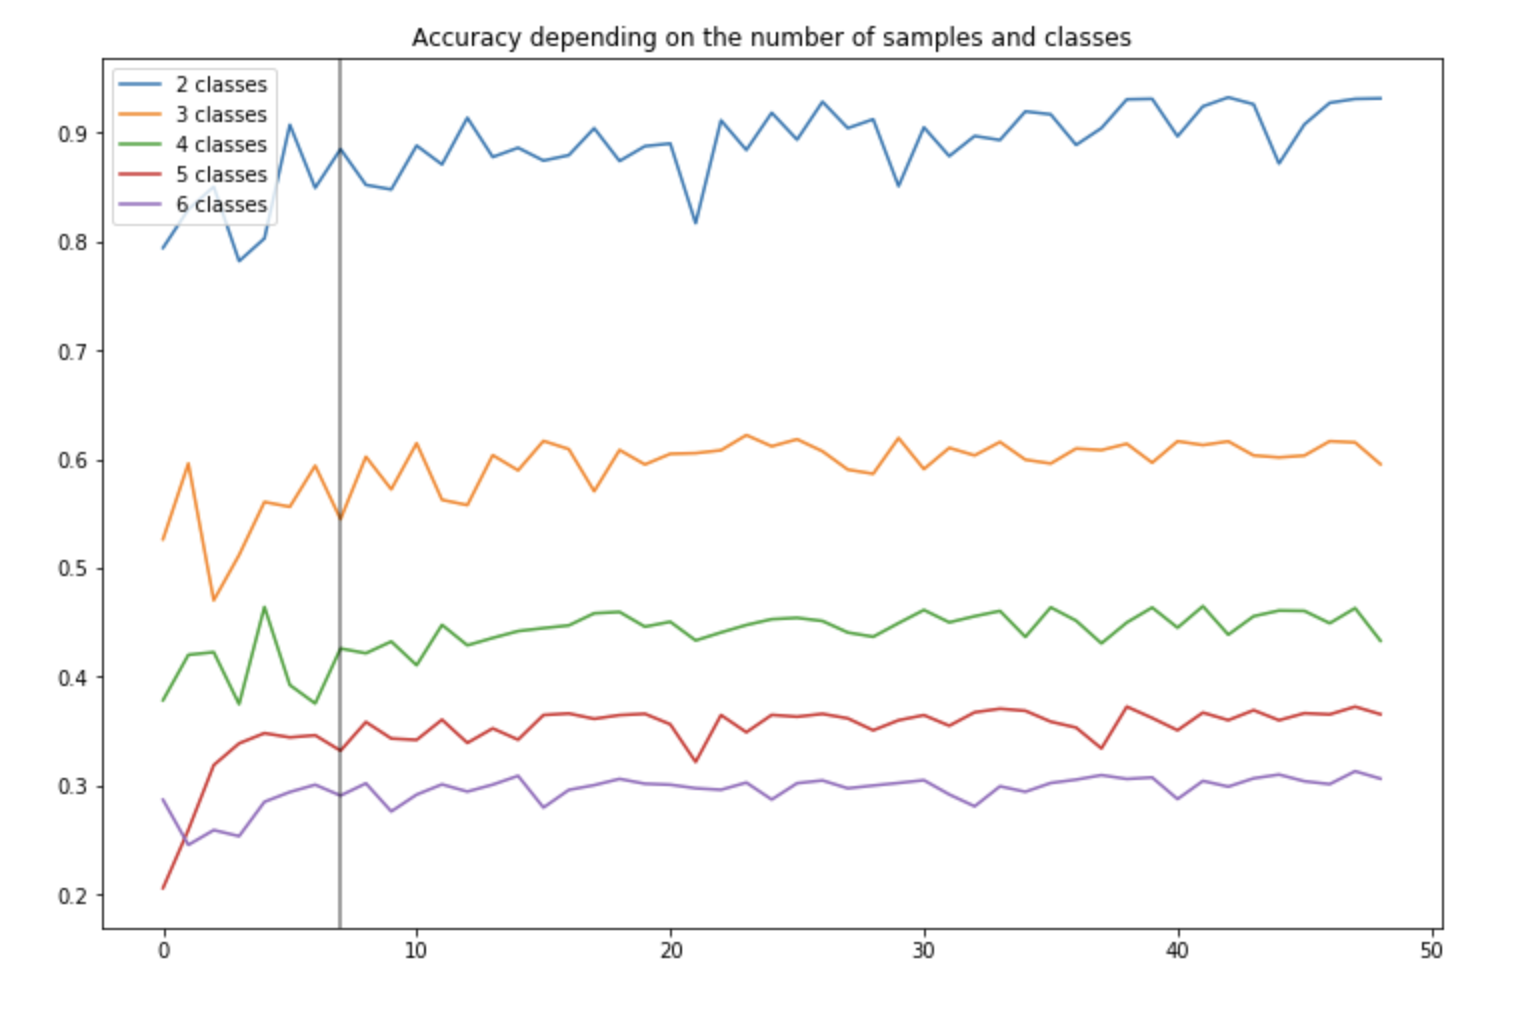 Accuracy depending on the number of samples and classes
2 classes
3 classes
4 classes
5 classes
6 classes
0.9
0.8
0.7
0.6
0.5
0.4
0.3
0.2
0 10 20 30 40 50